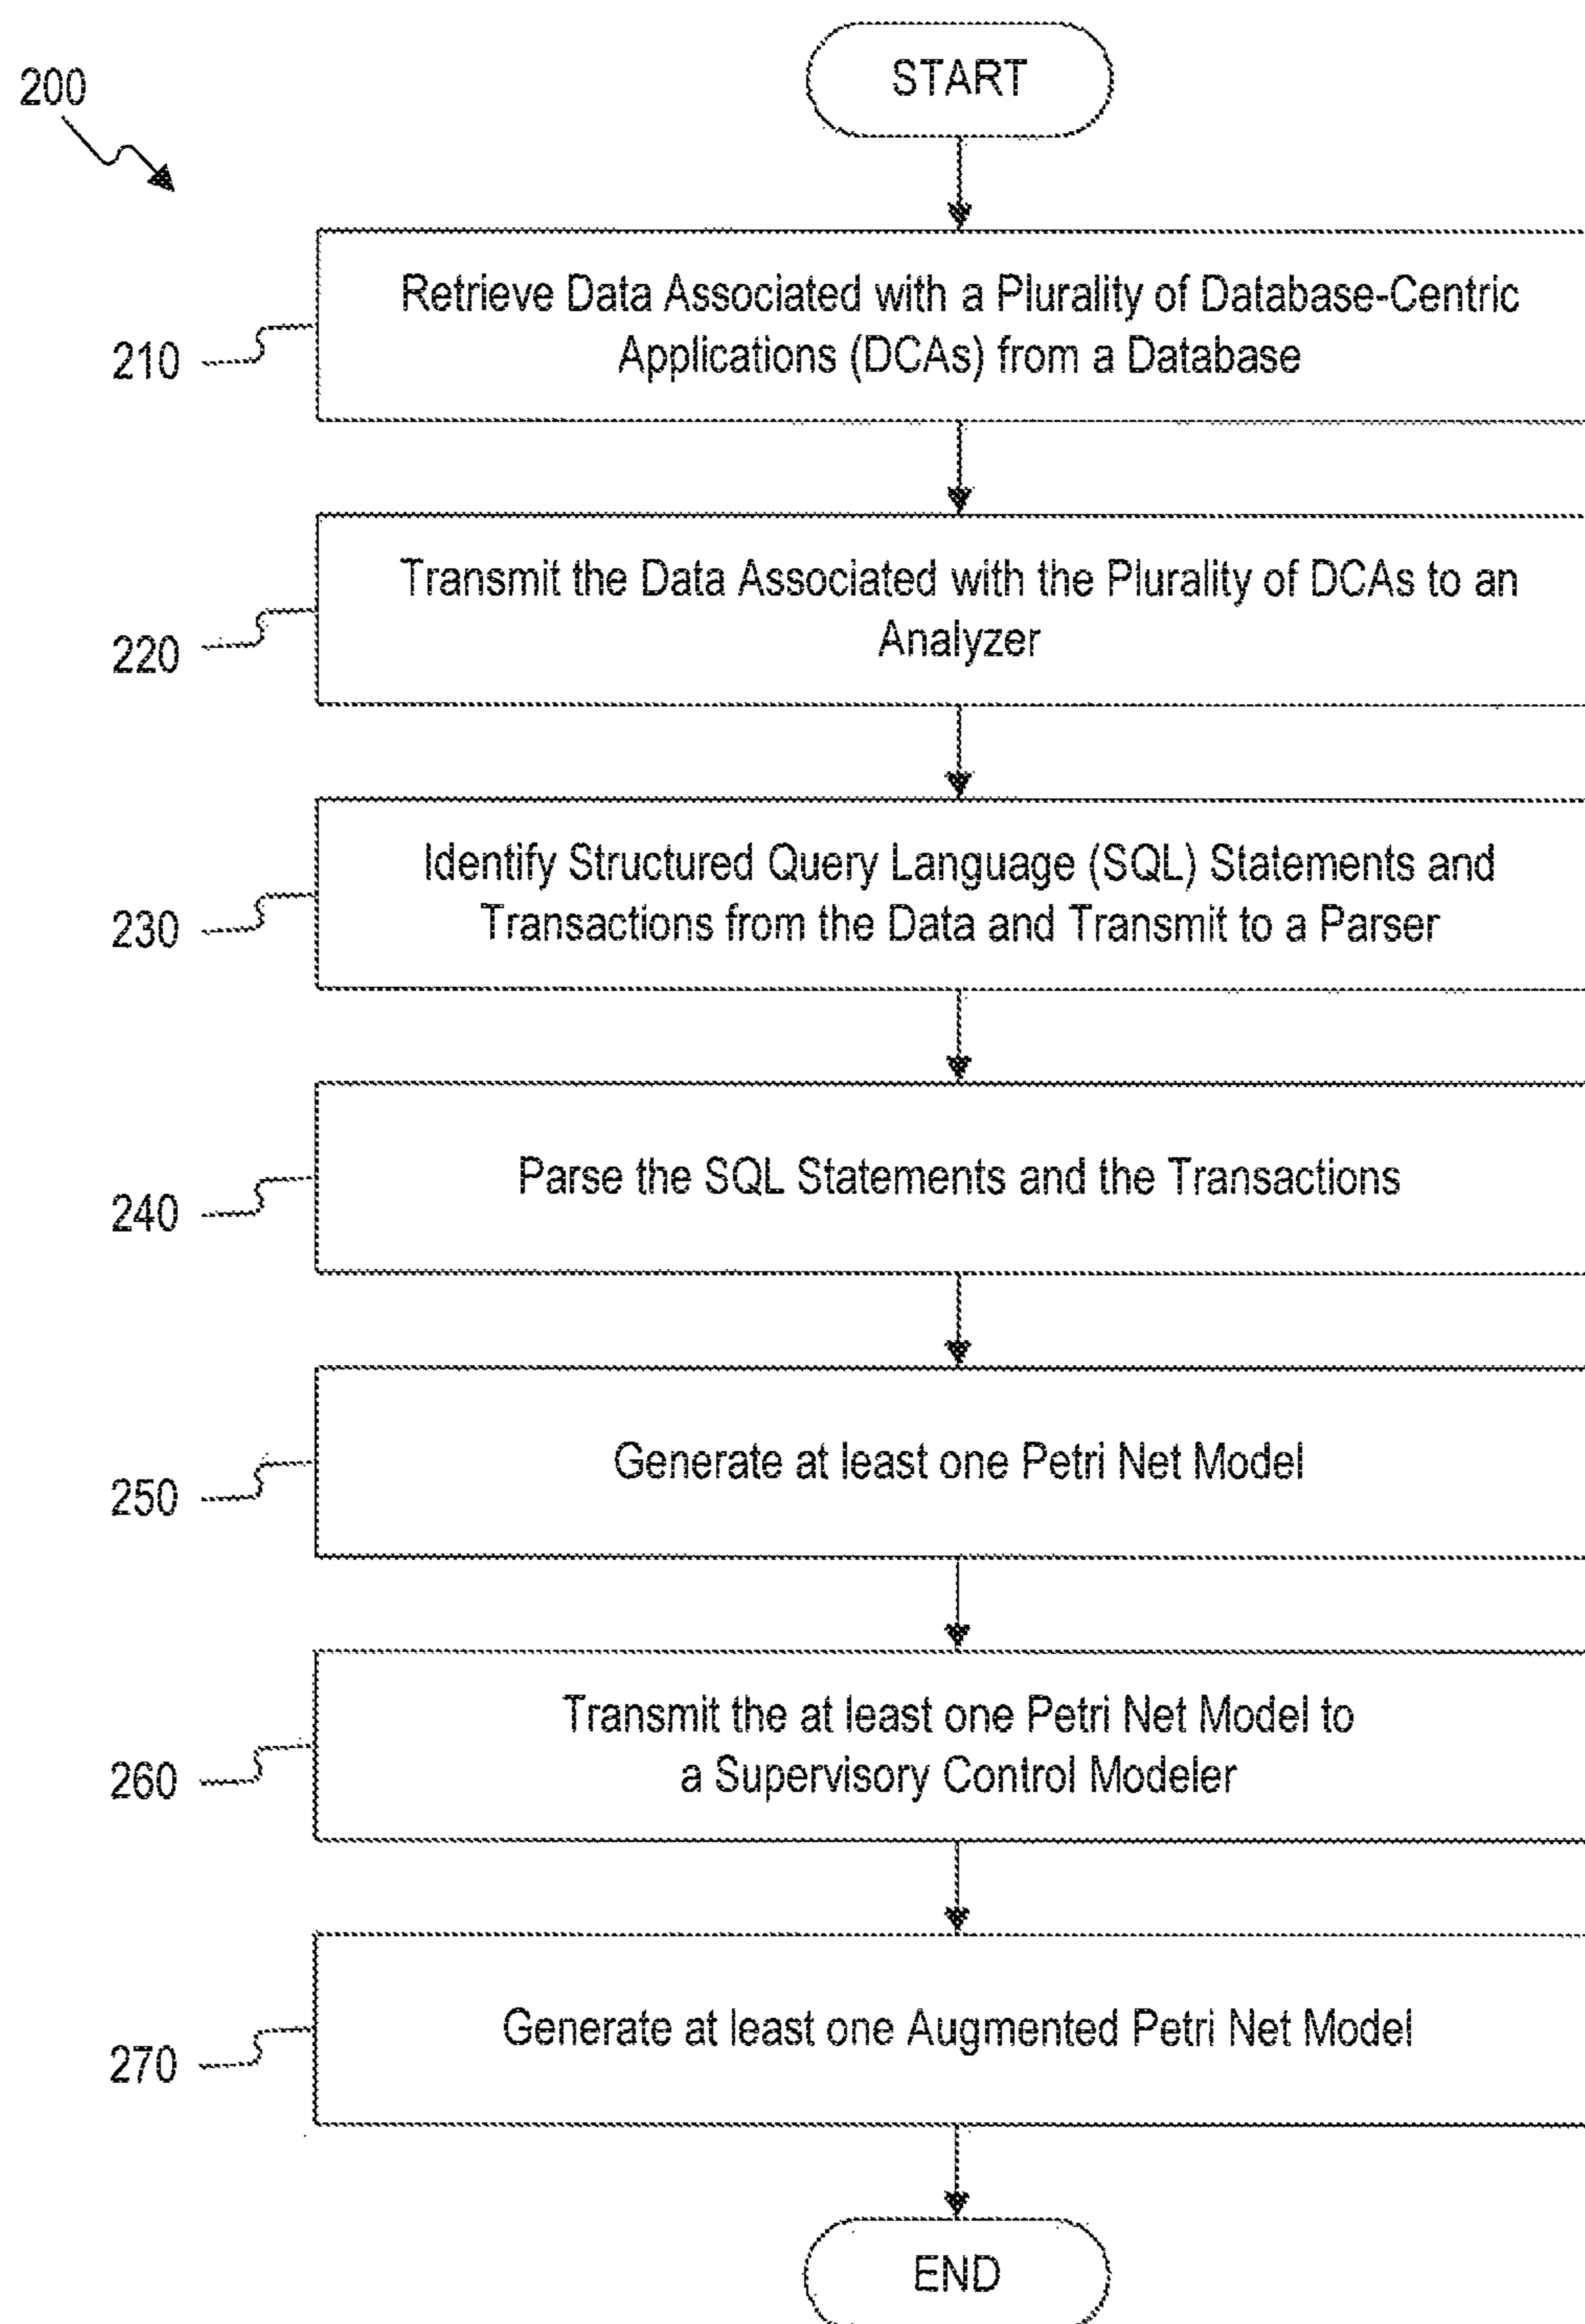 START
200
Retrieve Data Associated with a Plurality of Database-Centric
Applications (DCAs) from a Database
210
Transmit the Data Associated with the Plurality of DCAs to an
Analyzer
220
Identify Structured Query Language (SQL) Statements and
Transactions from the Data and Transmit to a Parser
230
Parse the SQL Statements and the Transactions
240
Generate at least one Petri Net Model
250
Transmit the at least one Petri Net Model to
a Supervisory Control Modeler
260
Generate at least one Augmented Petri Net Model
270
END